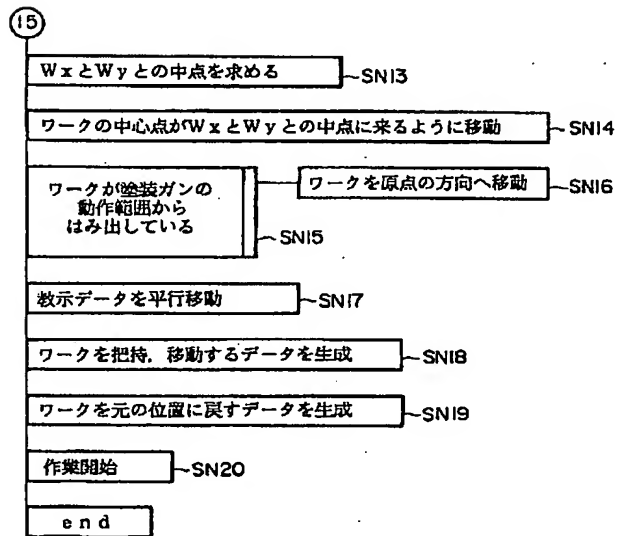 15
WxとWyとの中点を求める
SN13
ワークの中心点がWxとWyとの中点に来るように移動
SN14
ワークが塗装ガンの
動作範囲から
はみ出している
SN15
ワークを原点の方向へ移動
SN16
教示データを平行移動
SN17
ワークを把持，移動するデータを生成
SN18
ワークを元の位置に戻すデータを生成
SN19
作業開始
SN20
end